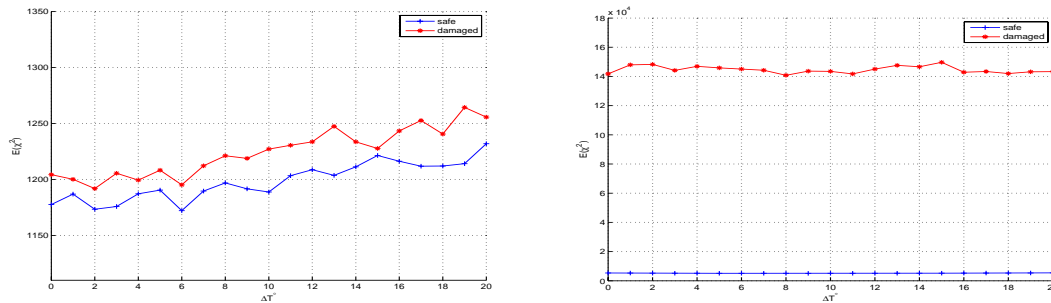 1350
safe
damaged
1300
1250
E(χ²)
1200
1150
0 2 4 6 8 10 12 14 16 18 20
ΔT°
x 10⁴
18
safe
damaged
16
14
12
10
E(χ²)
8
6
4
2
0
0 2 4 6 8 10 12 14 16 18 2
ΔT°